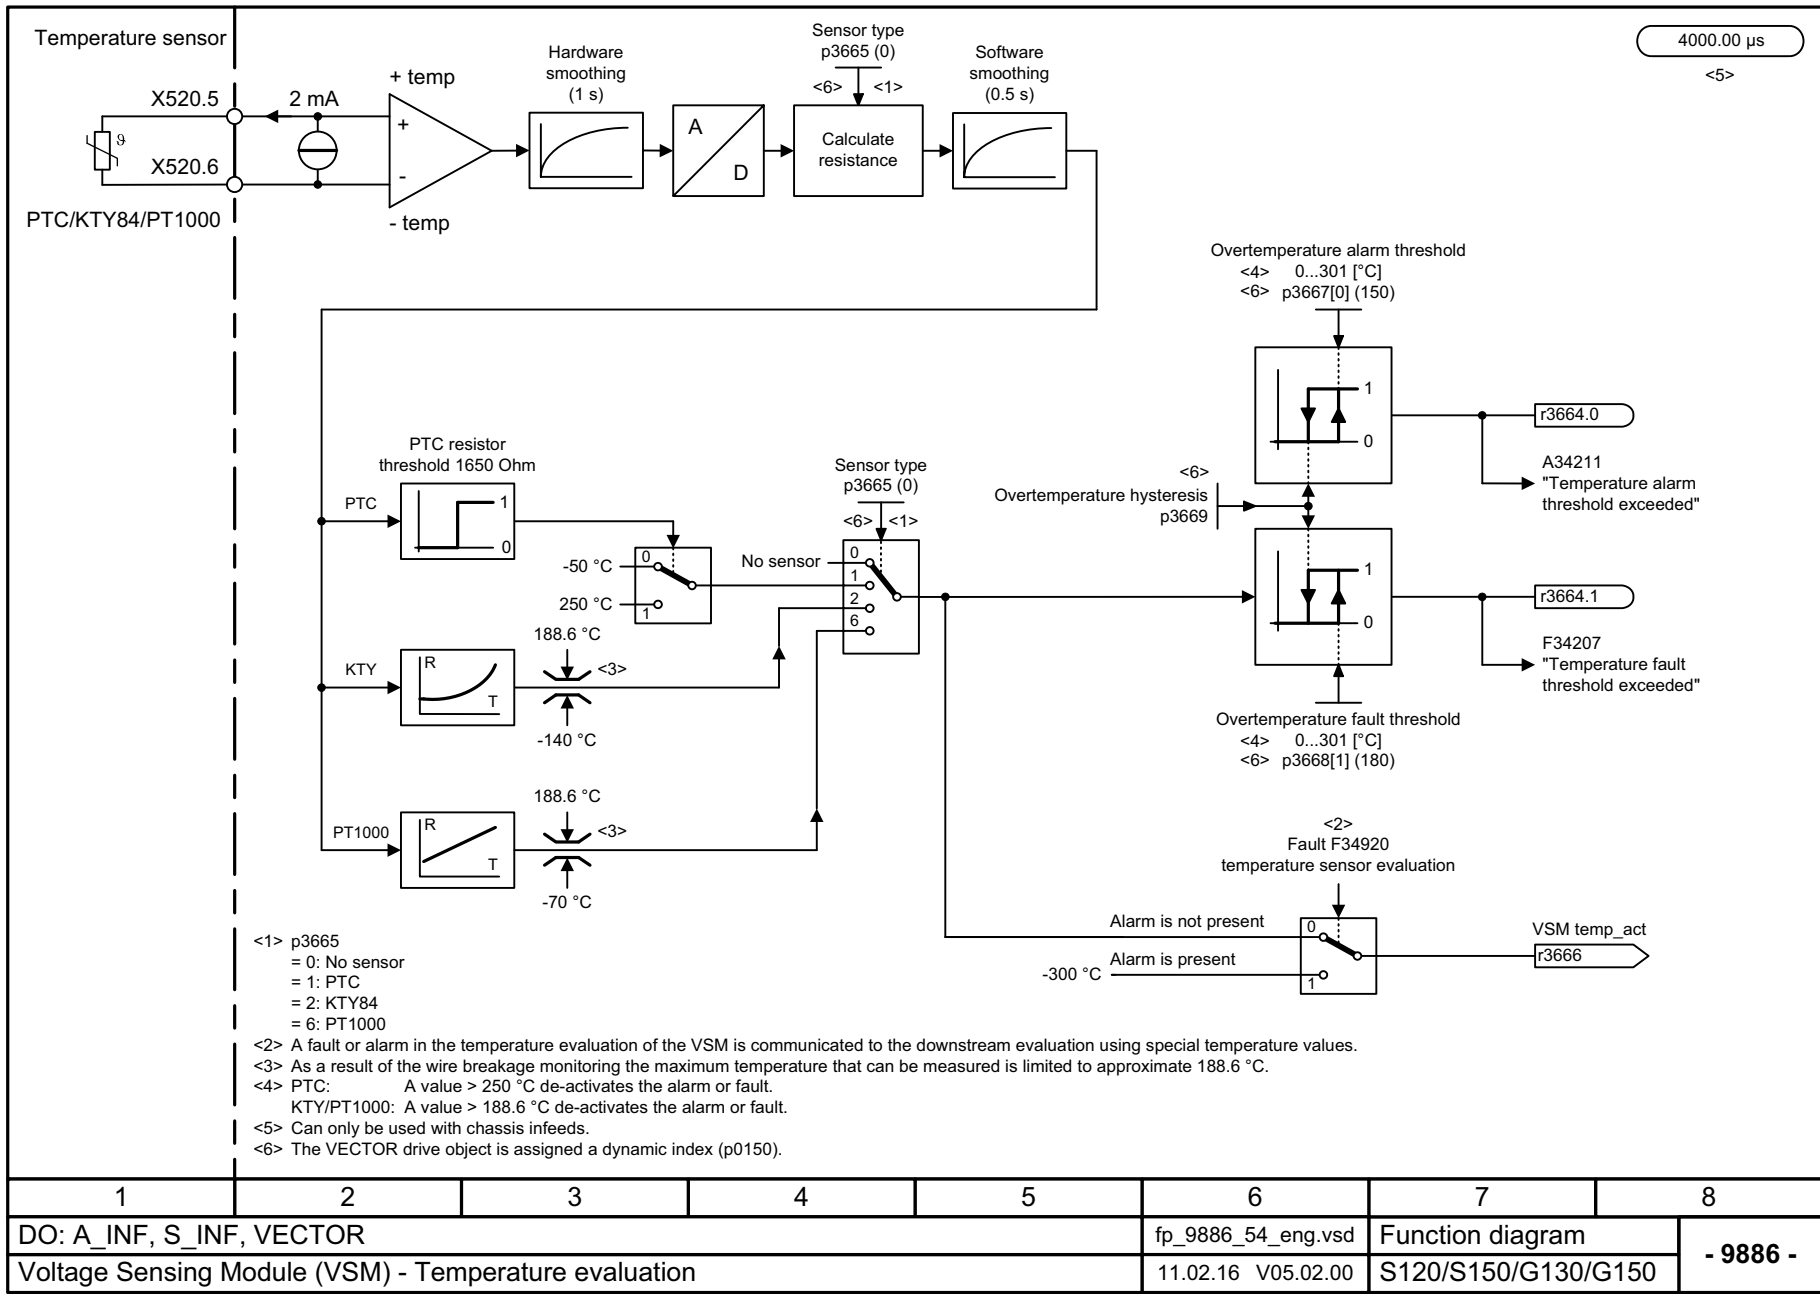 Temperature sensor
X520.5
X520.6
ϑ
PTC/KTY84/PT1000
2 mA
+ temp
+
-
- temp
Hardware
smoothing
(1 s)
A
D
Sensor type
p3665 (0)
<6> <1>
Calculate
resistance
Software
smoothing
(0.5 s)
4000.00 µs
<5>
Overtemperature alarm threshold
<4> 0...301 [°C]
<6> p3667[0] (150)
1
0
r3664.0
A34211
"Temperature alarm
threshold exceeded"
<6>
Overtemperature hysteresis
p3669
1
0
r3664.1
F34207
"Temperature fault
threshold exceeded"
Overtemperature fault threshold
<4> 0...301 [°C]
<6> p3668[1] (180)
PTC resistor
threshold 1650 Ohm
PTC
1
0
-50 °C
0
250 °C
1
Sensor type
p3665 (0)
<6> <1>
No sensor
0
1
2
6
KTY
R
T
188.6 °C
<3>
-140 °C
PT1000
R
T
188.6 °C
<3>
-70 °C
<2>
Fault F34920
temperature sensor evaluation
Alarm is not present
0
Alarm is present
-300 °C
1
VSM temp_act
r3666
<1> p3665
= 0: No sensor
= 1: PTC
= 2: KTY84
= 6: PT1000
<2> A fault or alarm in the temperature evaluation of the VSM is communicated to the downstream evaluation using special temperature values.
<3> As a result of the wire breakage monitoring the maximum temperature that can be measured is limited to approximate 188.6 °C.
<4> PTC: A value > 250 °C de-activates the alarm or fault.
KTY/PT1000: A value > 188.6 °C de-activates the alarm or fault.
<5> Can only be used with chassis infeeds.
<6> The VECTOR drive object is assigned a dynamic index (p0150).
1 2 3 4 5 6 7 8
DO: A_INF, S_INF, VECTOR
fp_9886_54_eng.vsd
Function diagram
- 9886 -
Voltage Sensing Module (VSM) - Temperature evaluation
11.02.16 V05.02.00
S120/S150/G130/G150